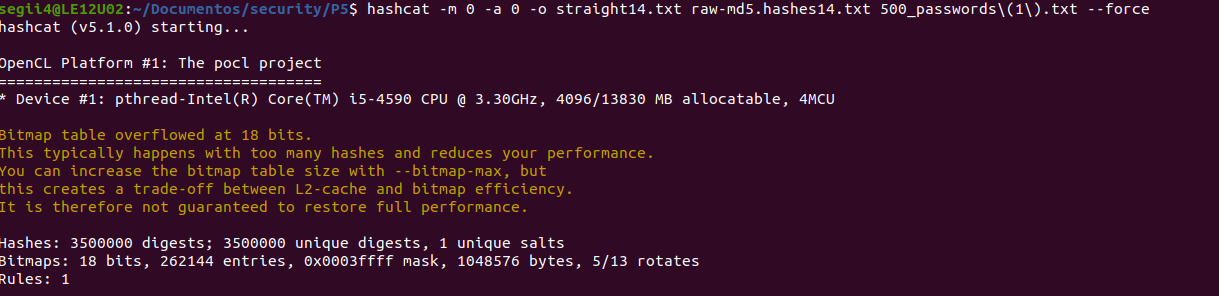 segii4@LE12U02:~/Documentos/security/P5$ hashcat -m 0 -a 0 -o straight14.txt raw-md5.hashes14.txt 500_passwords\(1\).txt --force
hashcat (v5.1.0) starting...
OpenCL Platform #1: The pocl project
====================================
* Device #1: pthread-Intel(R) Core(TM) i5-4590 CPU @ 3.30GHz, 4096/13830 MB allocatable, 4MCU
Bitmap table overflowed at 18 bits.
This typically happens with too many hashes and reduces your performance.
You can increase the bitmap table size with --bitmap-max, but
this creates a trade-off between L2-cache and bitmap efficiency.
It is therefore not guaranteed to restore full performance.
Hashes: 3500000 digests; 3500000 unique digests, 1 unique salts
Bitmaps: 18 bits, 262144 entries, 0x0003ffff mask, 1048576 bytes, 5/13 rotates
Rules: 1